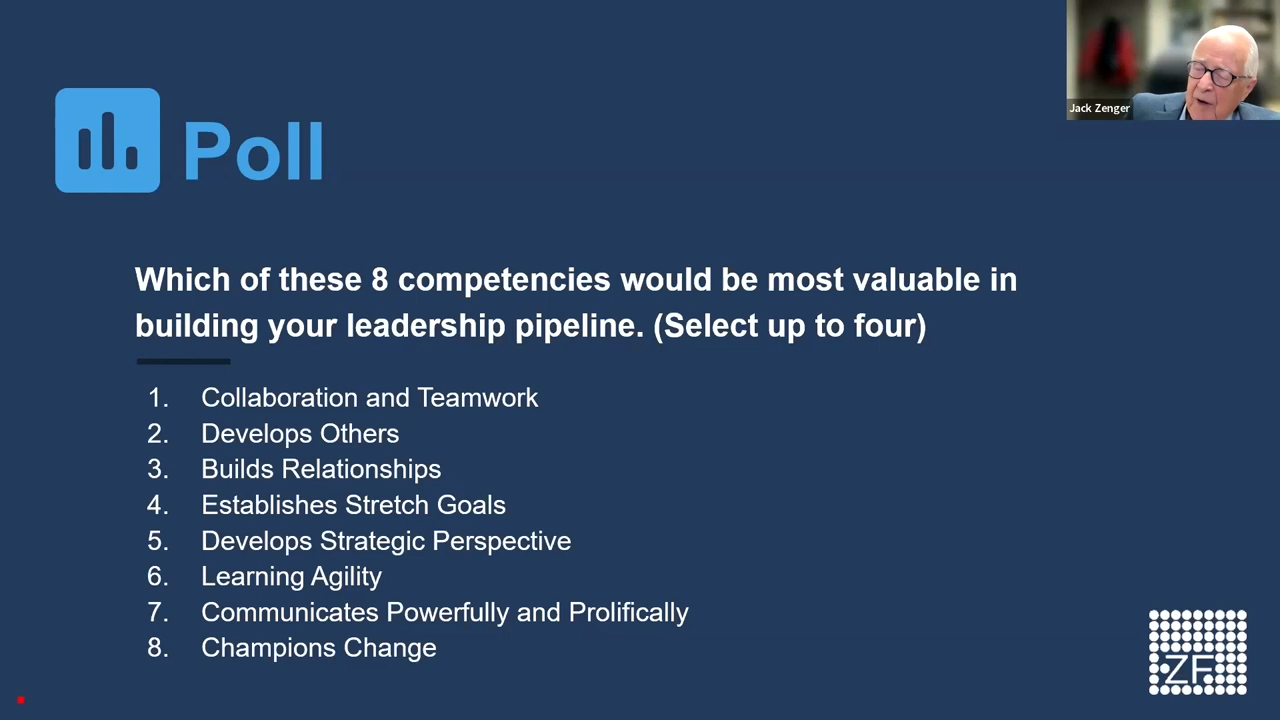 Jack Zenger
Poll
Which of these 8 competencies would be most valuable in
building your leadership pipeline. (Select up to four)
1. Collaboration and Teamwork
2. Develops Others
3. Builds Relationships
4. Establishes Stretch Goals
5. Develops Strategic Perspective
6. Learning Agility
7. Communicates Powerfully and Prolifically
8. Champions Change
ZF